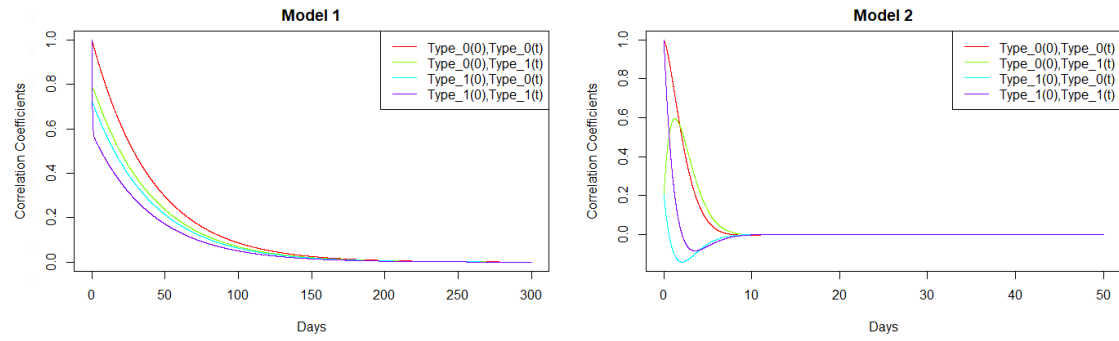 Model 1
Correlation Coefficients
1.0
0.8
0.6
0.4
0.2
0.0
Type_0(0),Type_0(t)
Type_0(0),Type_1(t)
Type_1(0),Type_0(t)
Type_1(0),Type_1(t)
0 50 100 150 200 250 300
Days
Model 2
Correlation Coefficients
1.0
0.8
0.6
0.4
0.2
0.0
Type_0(0),Type_0(t)
Type_0(0),Type_1(t)
Type_1(0),Type_0(t)
Type_1(0),Type_1(t)
0 10 20 30 40 50
Days